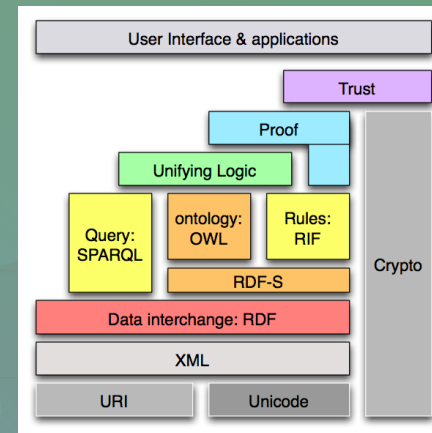 User Interface & applications
Trust
Proof
Unifying Logic
Query:
SPARQL
ontology:
OWL
Rules:
RIF
Crypto
RDF-S
Data interchange: RDF
XML
URI
Unicode